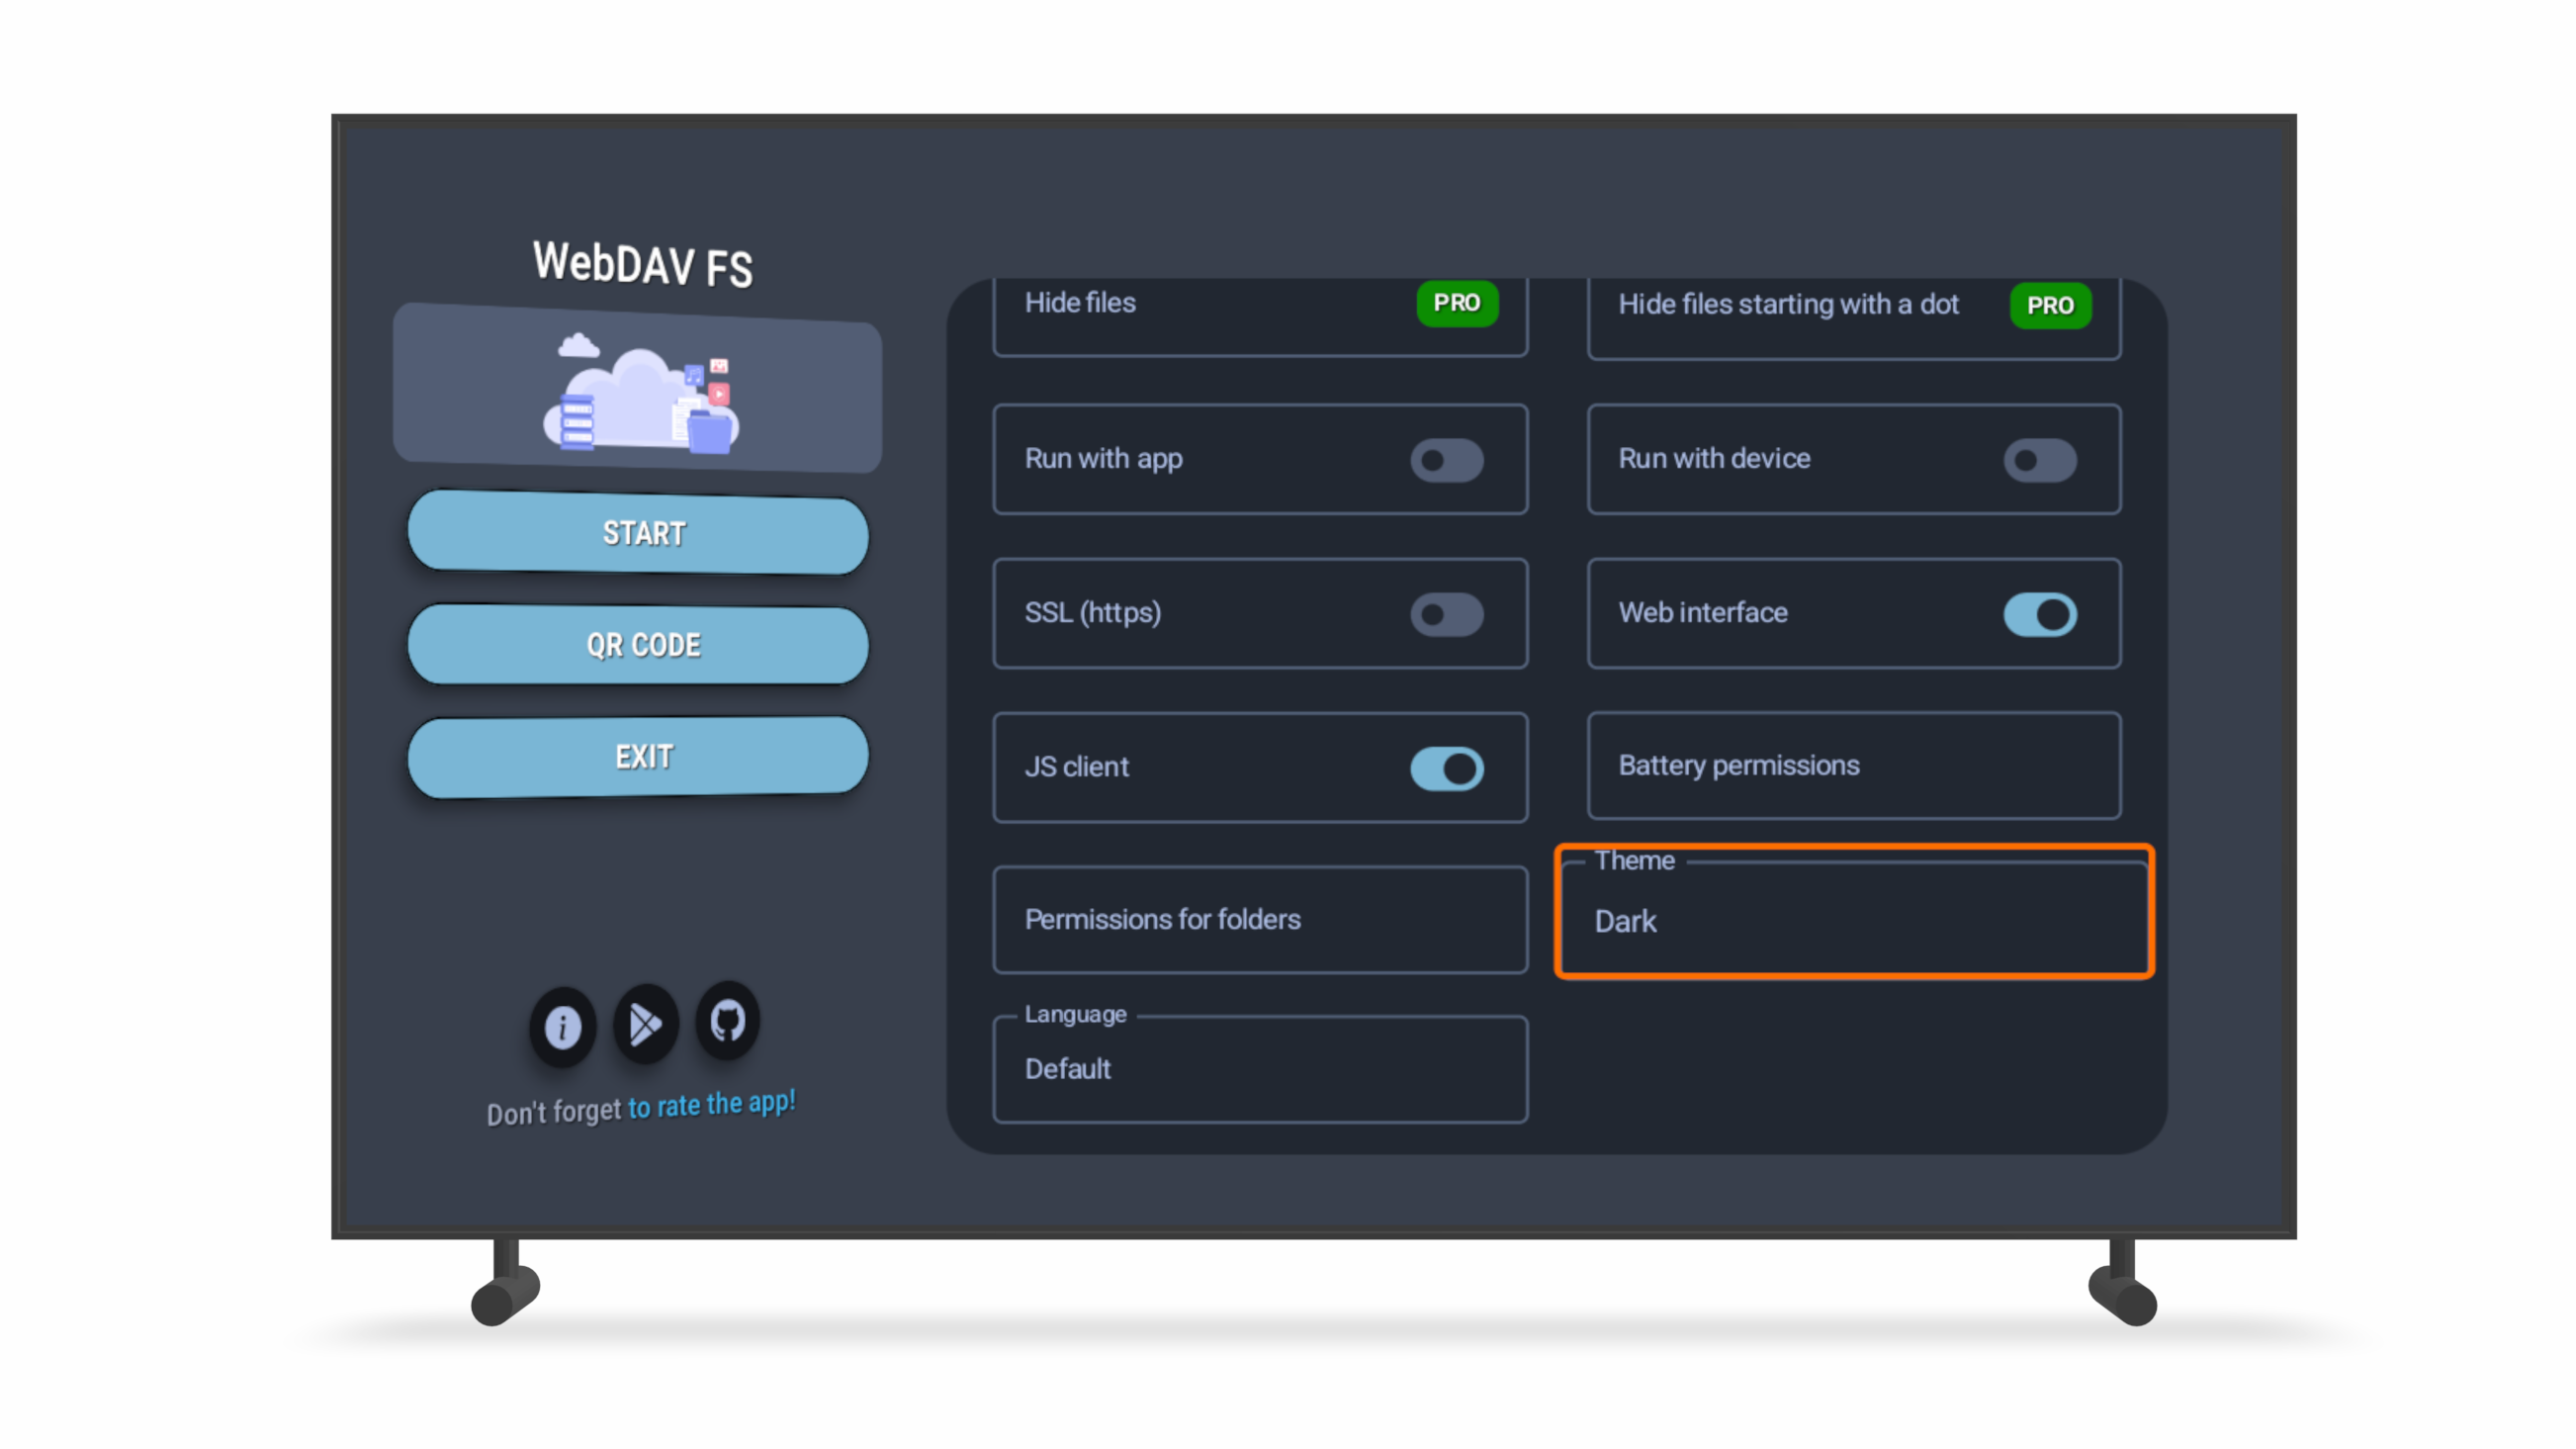 WebDAV FS
START
QR CODE
EXIT
Don't forget to rate the app!
Hide files PRO
Hide files starting with a dot PRO
Run with app
Run with device
SSL (https)
Web interface
JS client
Battery permissions
Permissions for folders
Theme
Dark
Language
Default